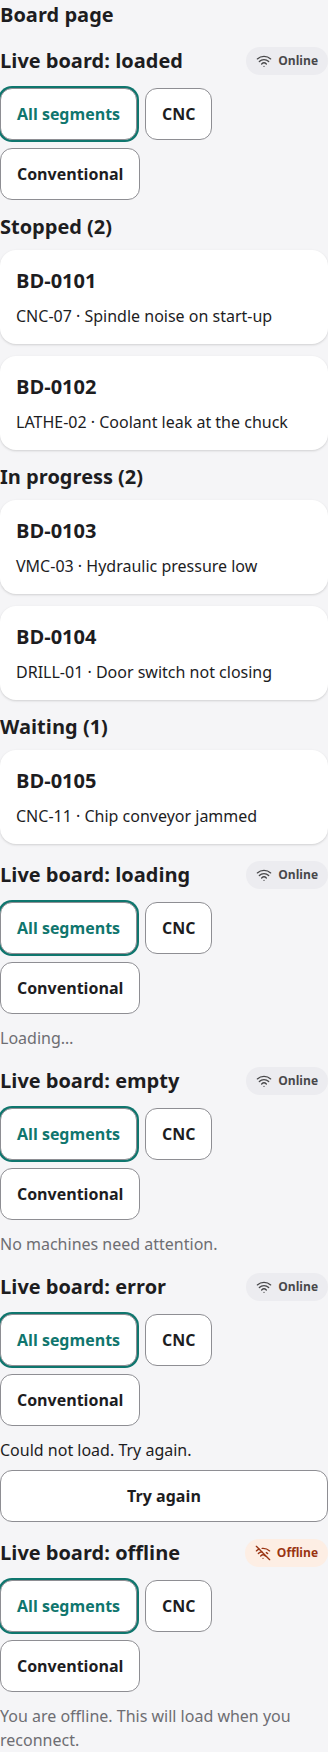 Board page
Live board: loaded
Online
All segments
CNC
Conventional
Stopped (2)
BD-0101
CNC-07 · Spindle noise on start-up
BD-0102
LATHE-02 · Coolant leak at the chuck
In progress (2)
BD-0103
VMC-03 · Hydraulic pressure low
BD-0104
DRILL-01 · Door switch not closing
Waiting (1)
BD-0105
CNC-11 · Chip conveyor jammed
Live board: loading
Online
All segments
CNC
Conventional
Loading...
Live board: empty
Online
All segments
CNC
Conventional
No machines need attention.
Live board: error
Online
All segments
CNC
Conventional
Could not load. Try again.
Try again
Live board: offline
Offline
All segments
CNC
Conventional
You are offline. This will load when you
reconnect.